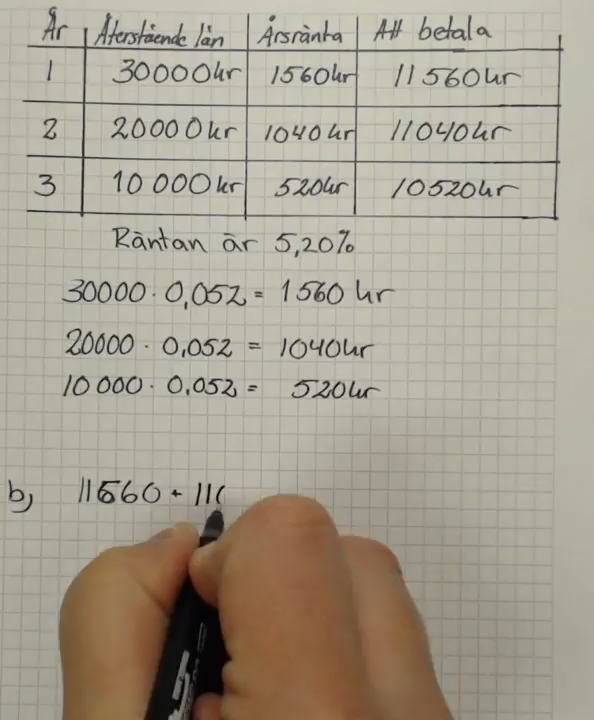 År Återstående lån Årsränta Att betala
1 30000kr 1560kr 11560kr
2 20000kr 1040kr 11040kr
3 10 000kr 520kr 10520kr
Räntan är 5,20%
30000 · 0,052 = 1560 kr
20000 · 0,052 = 1040kr
10 000 · 0,052 = 520kr
b) 11560 + 110